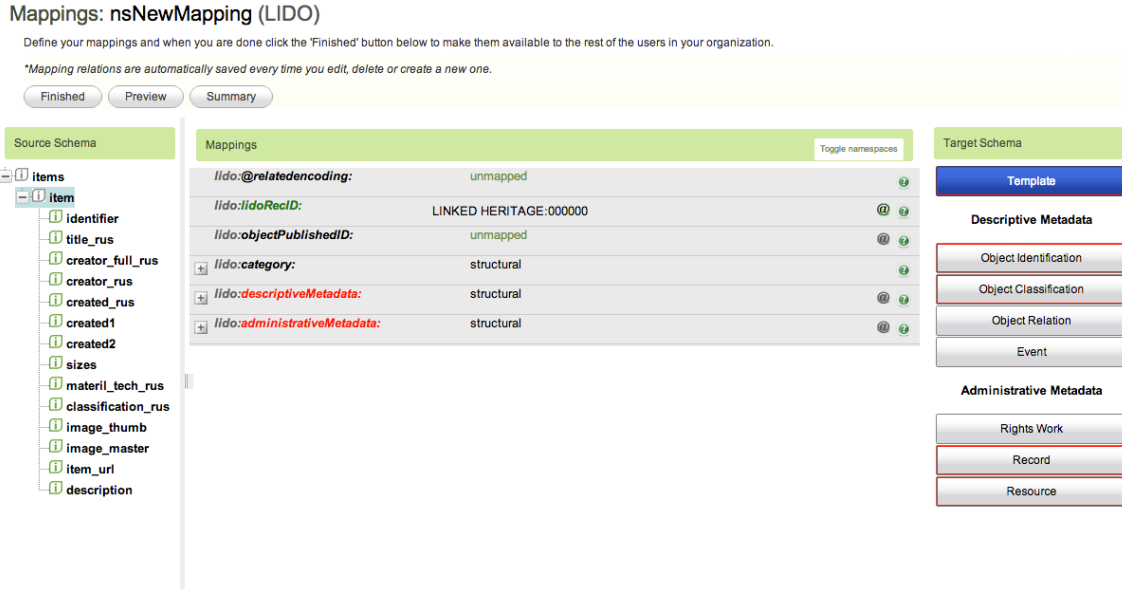 Mappings: nsNewMapping (LIDO)
Define your mappings and when you are done click the 'Finished' button below to make them available to the rest of the users in your organization.
*Mapping relations are automatically saved every time you edit, delete or create a new one.
Finished Preview Summary
Source Schema
items
item
identifier
title_rus
creator_full_rus
creator_rus
created_rus
created1
created2
sizes
materil_tech_rus
classification_rus
image_thumb
image_master
item_url
description
Mappings Toggle namespaces
lido:@relatedencoding: unmapped
lido:lidoRecID: LINKED HERITAGE:000000 @
lido:objectPublishedID: unmapped @
lido:category: structural
lido:descriptiveMetadata: structural @
lido:administrativeMetadata: structural @
Target Schema
Template
Descriptive Metadata
Object Identification
Object Classification
Object Relation
Event
Administrative Metadata
Rights Work
Record
Resource